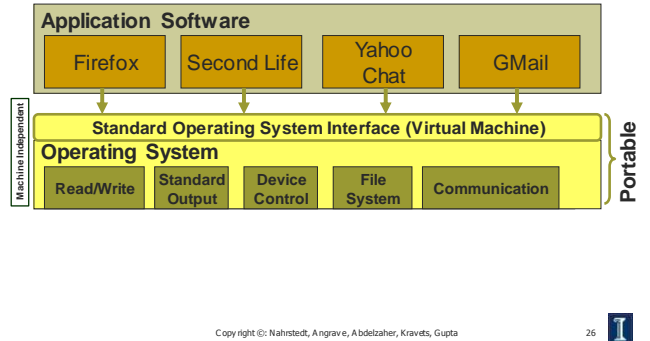 Application Software
Firefox
Second Life
Yahoo
Chat
GMail
Machine Independent
Standard Operating System Interface (Virtual Machine)
Operating System
Read/Write
Standard
Output
Device
Control
File
System
Communication
Portable
Copyright ©: Nahrstedt, Angrave, Abdelzaher, Kravets, Gupta
26
I